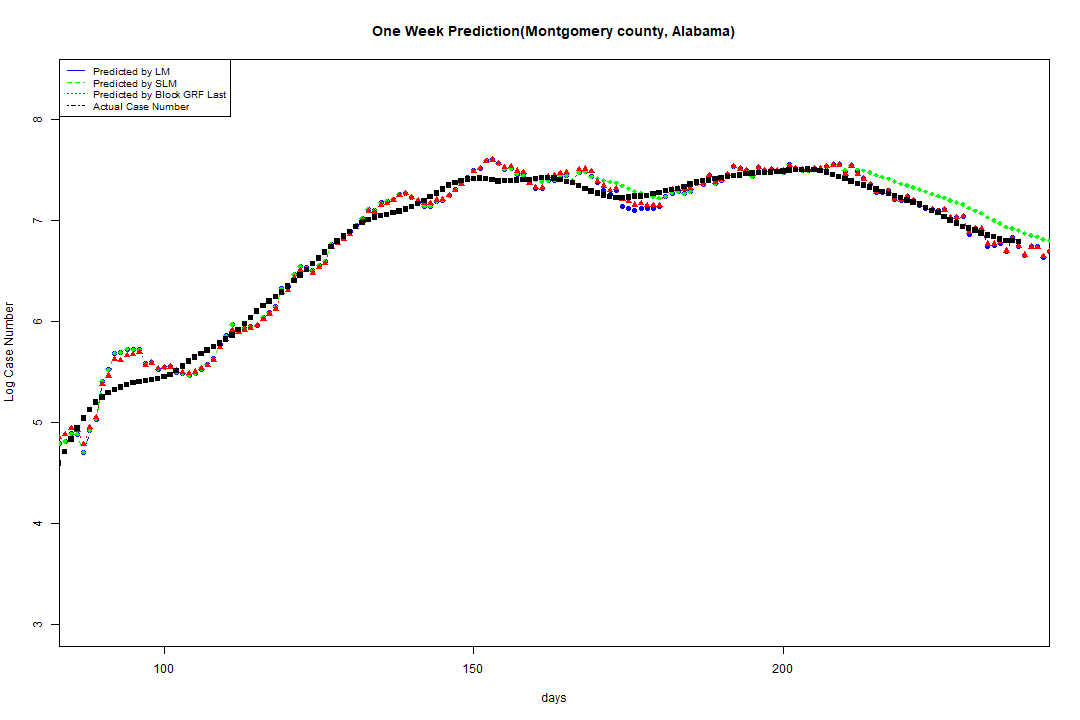 One Week Prediction(Montgomery county, Alabama)
Predicted by LM
Predicted by SLM
Predicted by Block GRF Last
Actual Case Number
8
7
6
5
4
3
Log Case Number
100 150 200
days